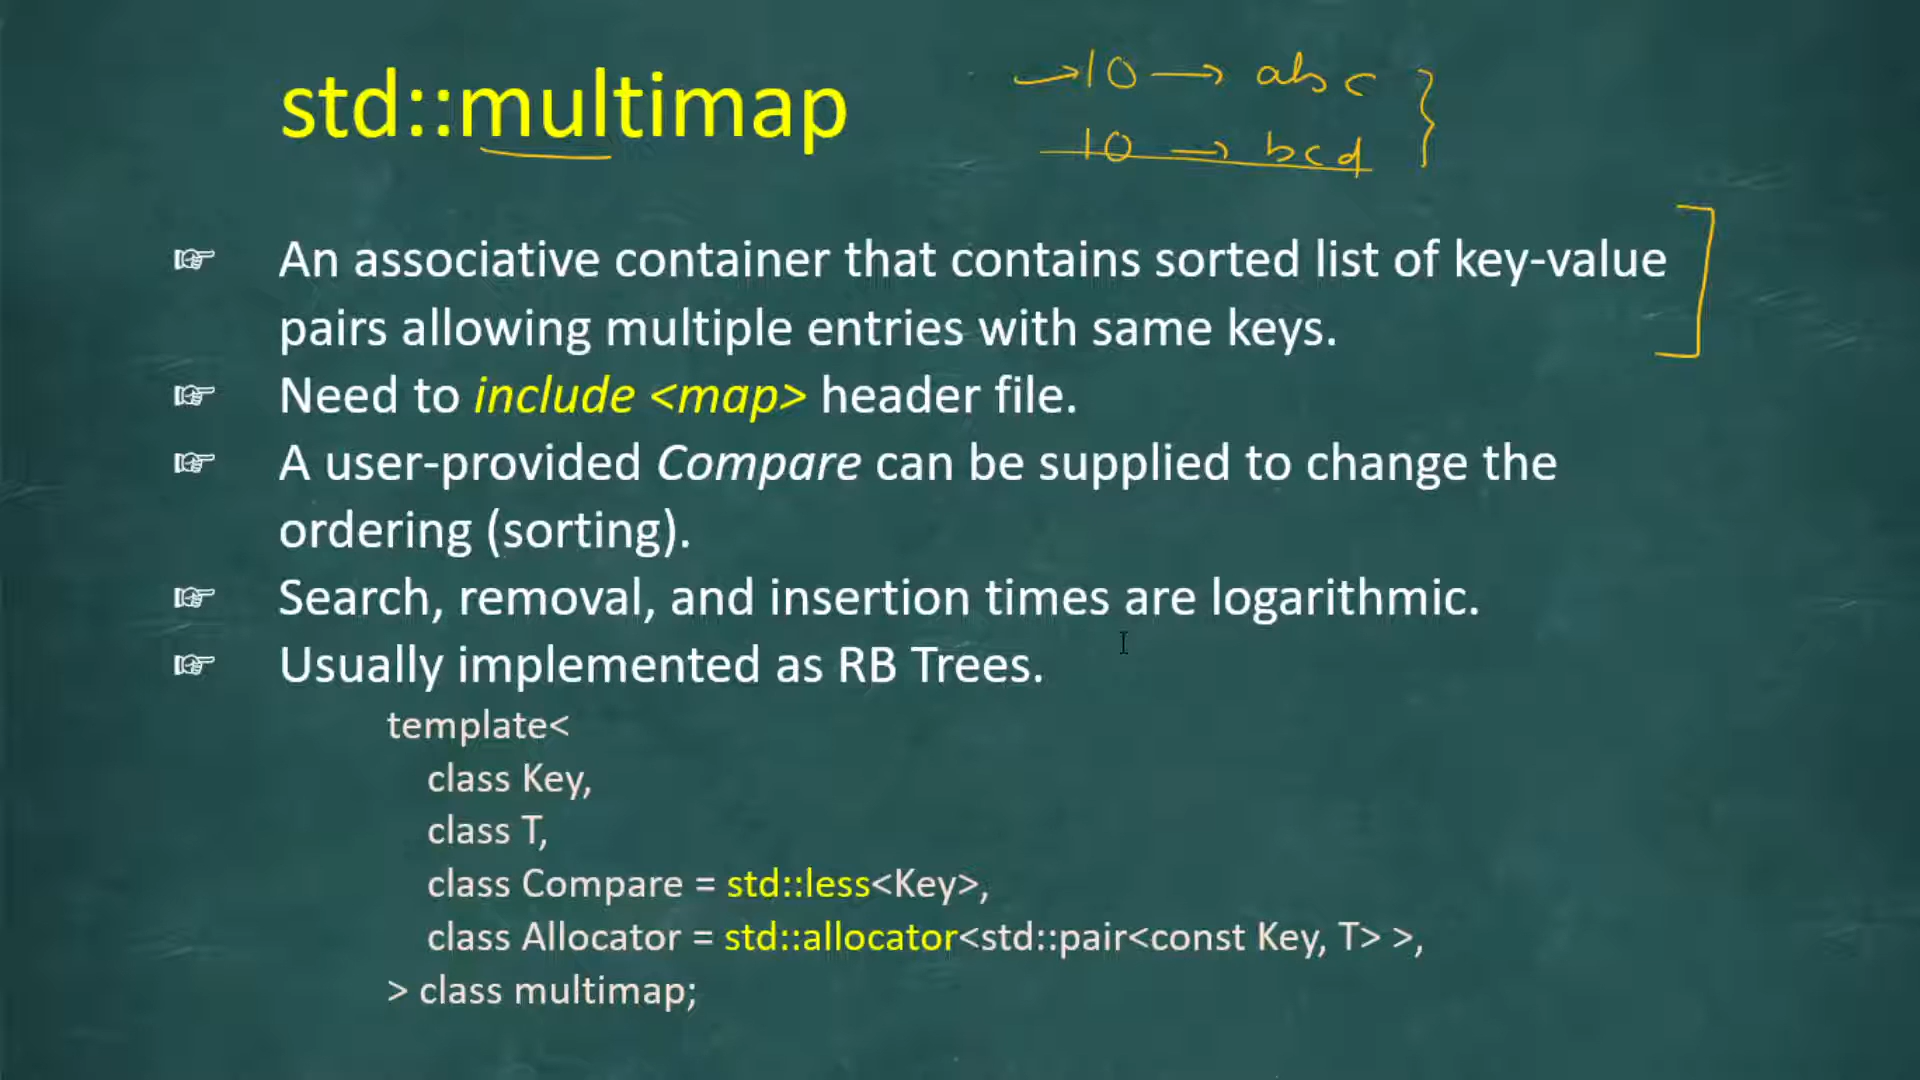 std::multimap
10 → abc
10 → bcd
☞ An associative container that contains sorted list of key-value
pairs allowing multiple entries with same keys.
☞ Need to include <map> header file.
☞ A user-provided Compare can be supplied to change the
ordering (sorting).
☞ Search, removal, and insertion times are logarithmic.
☞ Usually implemented as RB Trees.
template<
class Key,
class T,
class Compare = std::less<Key>,
class Allocator = std::allocator<std::pair<const Key, T> >,
> class multimap;